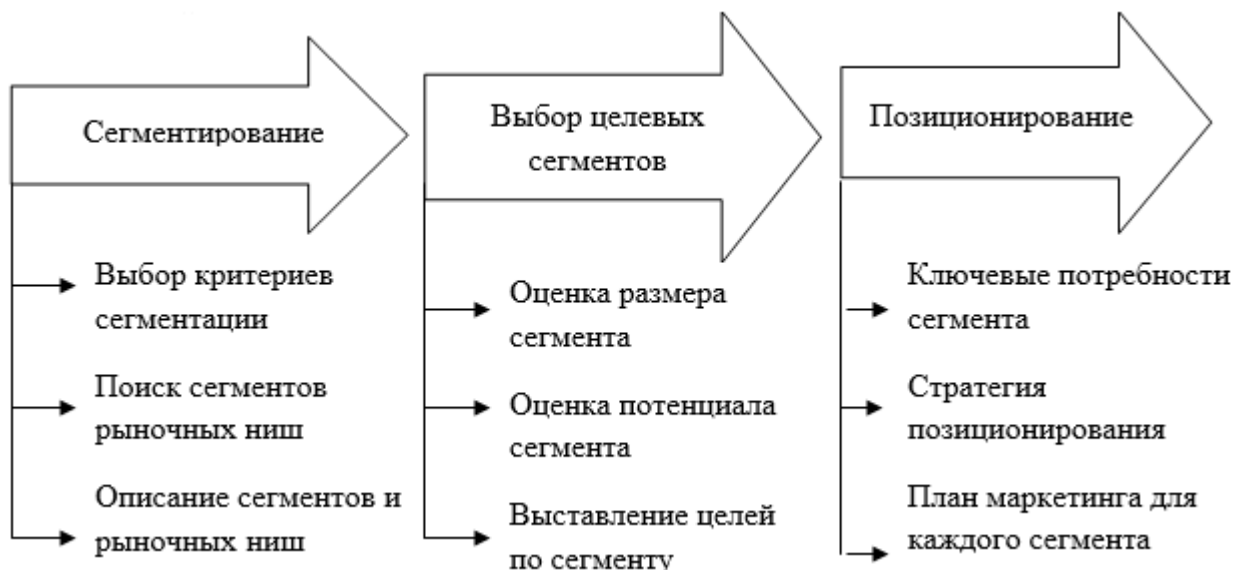 Сегментирование
Выбор критериев
сегментации
Поиск сегментов
рыночных ниш
Описание сегментов и
рыночных ниш
Выбор целевых
сегментов
Оценка размера
сегмента
Оценка потенциала
сегмента
Выставление целей
по сегменту
Позиционирование
Ключевые потребности
сегмента
Стратегия
позиционирования
План маркетинга для
каждого сегмента